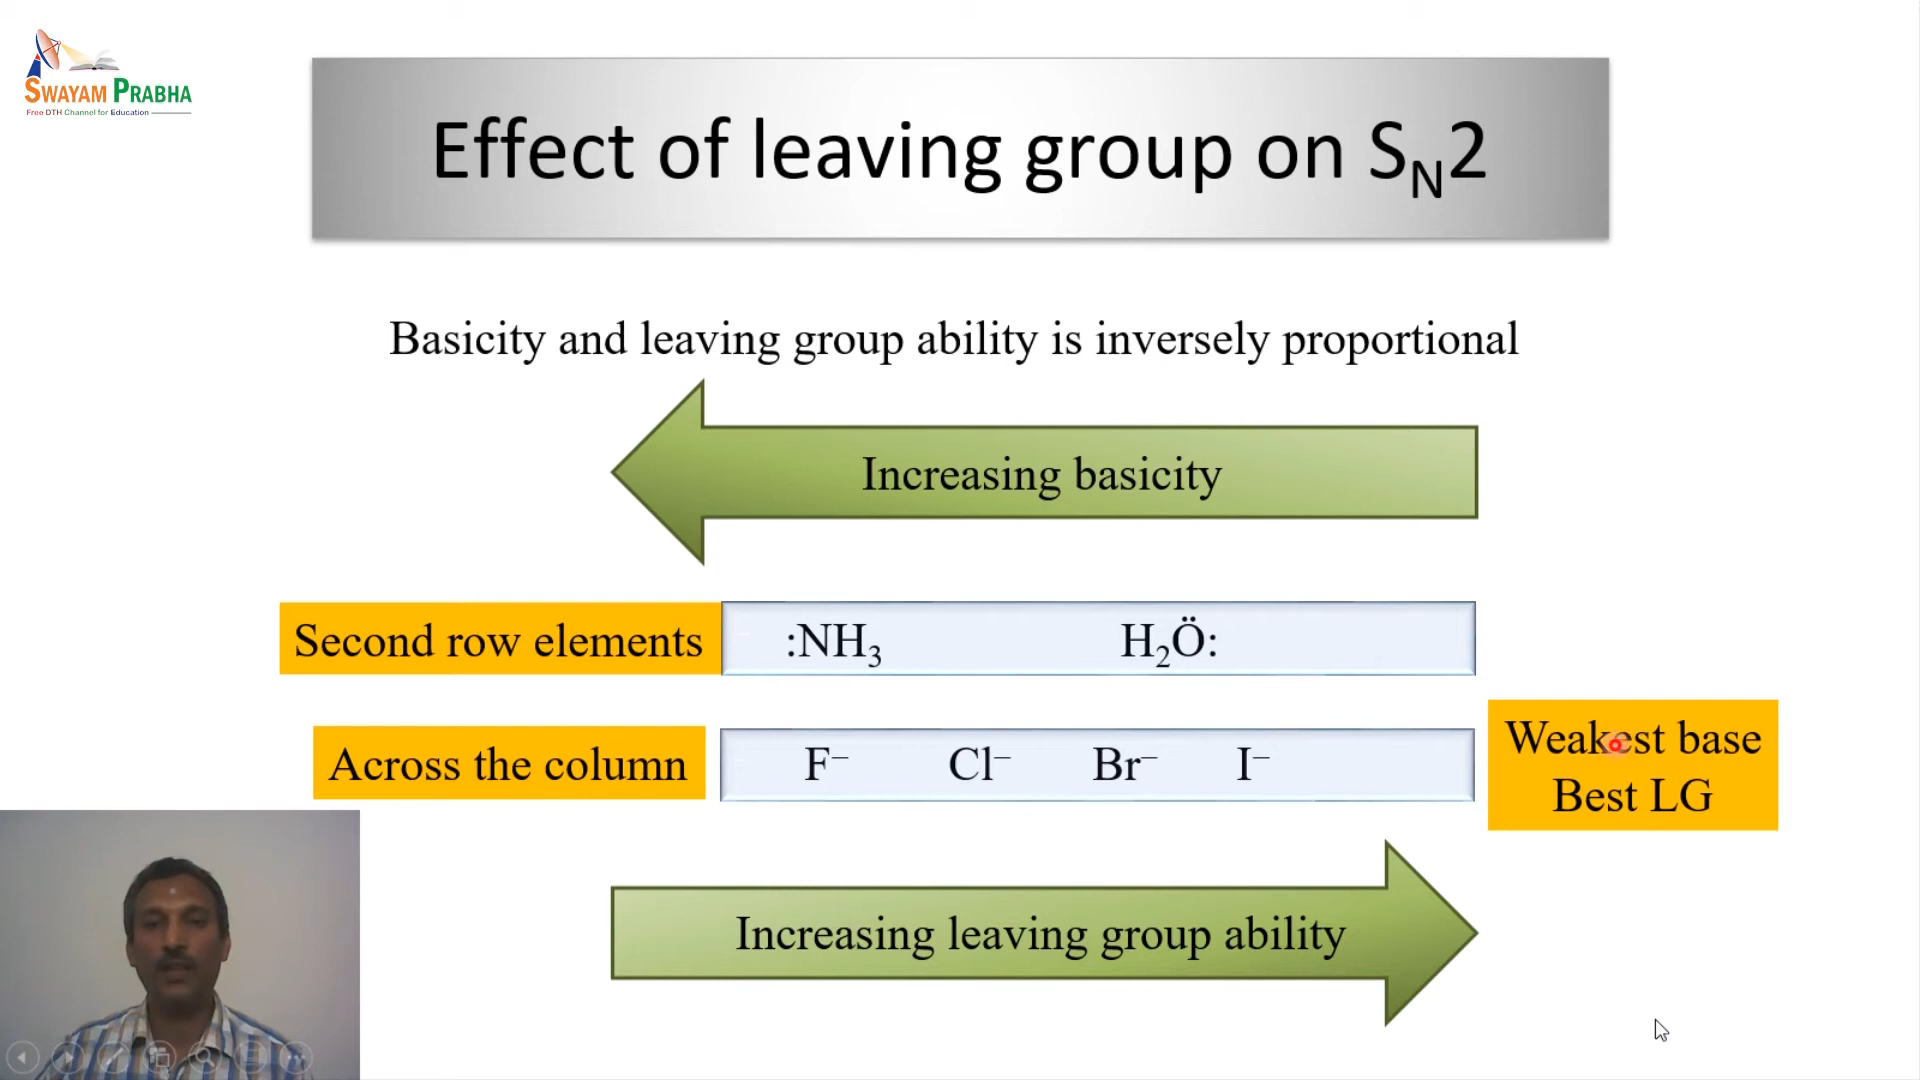 SWAYAM PRABHA
Free DTH Channel for Education
Effect of leaving group on S_N2
Basicity and leaving group ability is inversely proportional
Increasing basicity
Second row elements
:NH₃ H₂Ö:
Across the column
F⁻ Cl⁻ Br⁻ I⁻
Weakest base
Best LG
Increasing leaving group ability